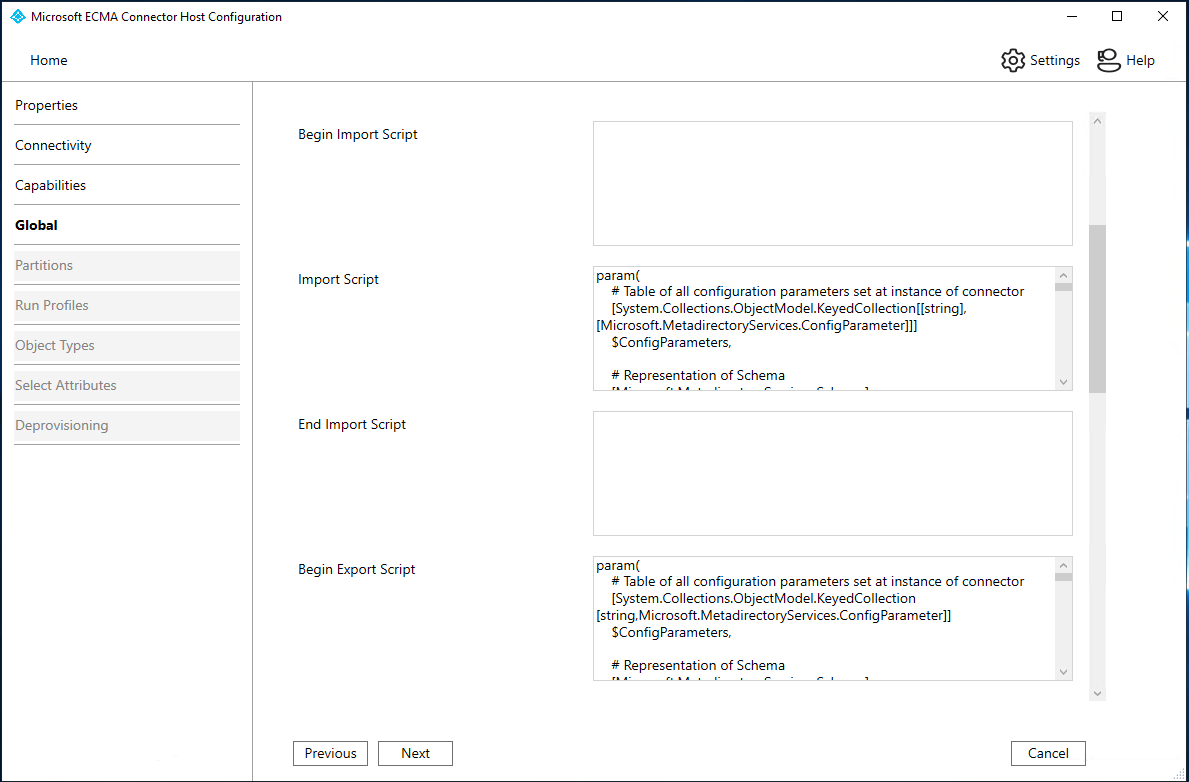 Microsoft ECMA Connector Host Configuration
Home
Settings
Help
Properties
Connectivity
Capabilities
Global
Partitions
Run Profiles
Object Types
Select Attributes
Deprovisioning
Begin Import Script
Import Script
param(
# Table of all configuration parameters set at instance of connector
[System.Collections.ObjectModel.KeyedCollection[[string],
[Microsoft.MetadirectoryServices.ConfigParameter]]]
$ConfigParameters,
# Representation of Schema
End Import Script
Begin Export Script
param(
# Table of all configuration parameters set at instance of connector
[System.Collections.ObjectModel.KeyedCollection
[string,Microsoft.MetadirectoryServices.ConfigParameter]]
$ConfigParameters,
# Representation of Schema
Previous
Next
Cancel